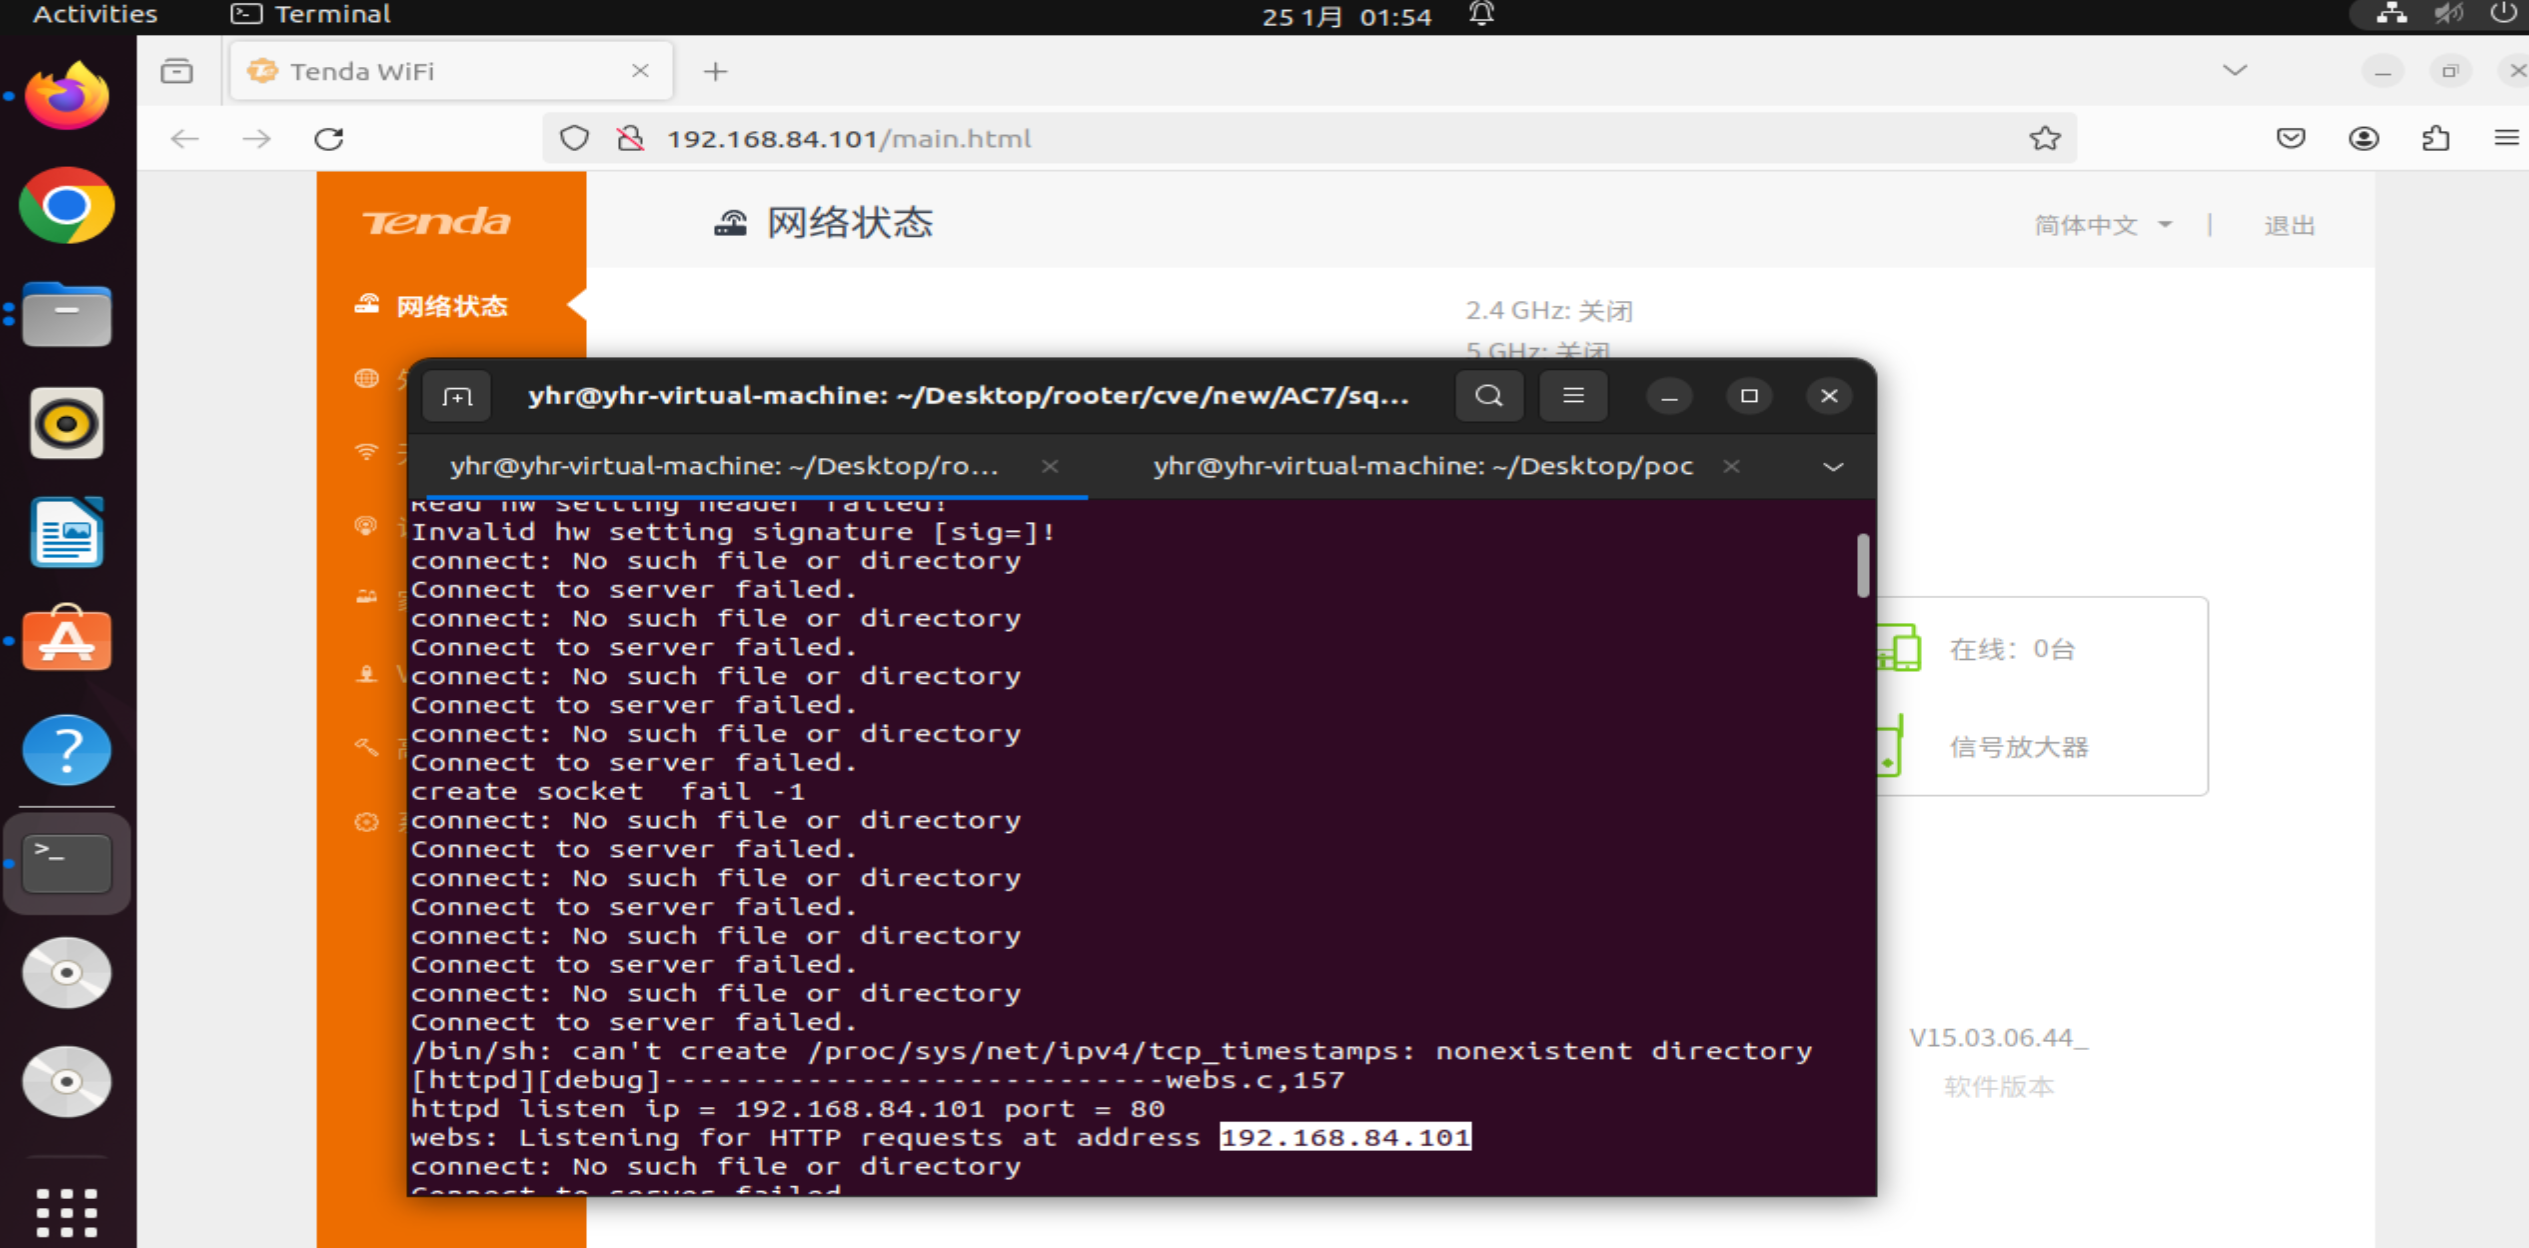 Activities
Terminal
25 1月 01:54
Tenda WiFi
192.168.84.101/main.html
Tenda
网络状态
简体中文
|
退出
网络状态
2.4 GHz: 关闭
5 GHz: 关闭
yhr@yhr-virtual-machine: ~/Desktop/rooter/cve/new/AC7/sq...
yhr@yhr-virtual-machine: ~/Desktop/ro...
yhr@yhr-virtual-machine: ~/Desktop/poc
Read hw setting header failed!
Invalid hw setting signature [sig=]!
connect: No such file or directory
Connect to server failed.
connect: No such file or directory
Connect to server failed.
connect: No such file or directory
Connect to server failed.
connect: No such file or directory
Connect to server failed.
create socket  fail -1
connect: No such file or directory
Connect to server failed.
connect: No such file or directory
Connect to server failed.
connect: No such file or directory
Connect to server failed.
connect: No such file or directory
Connect to server failed.
/bin/sh: can't create /proc/sys/net/ipv4/tcp_timestamps: nonexistent directory
[httpd][debug]----------------------------webs.c,157
httpd listen ip = 192.168.84.101 port = 80
webs: Listening for HTTP requests at address 192.168.84.101
connect: No such file or directory
Connect to server failed
在线：0台
信号放大器
V15.03.06.44_
软件版本